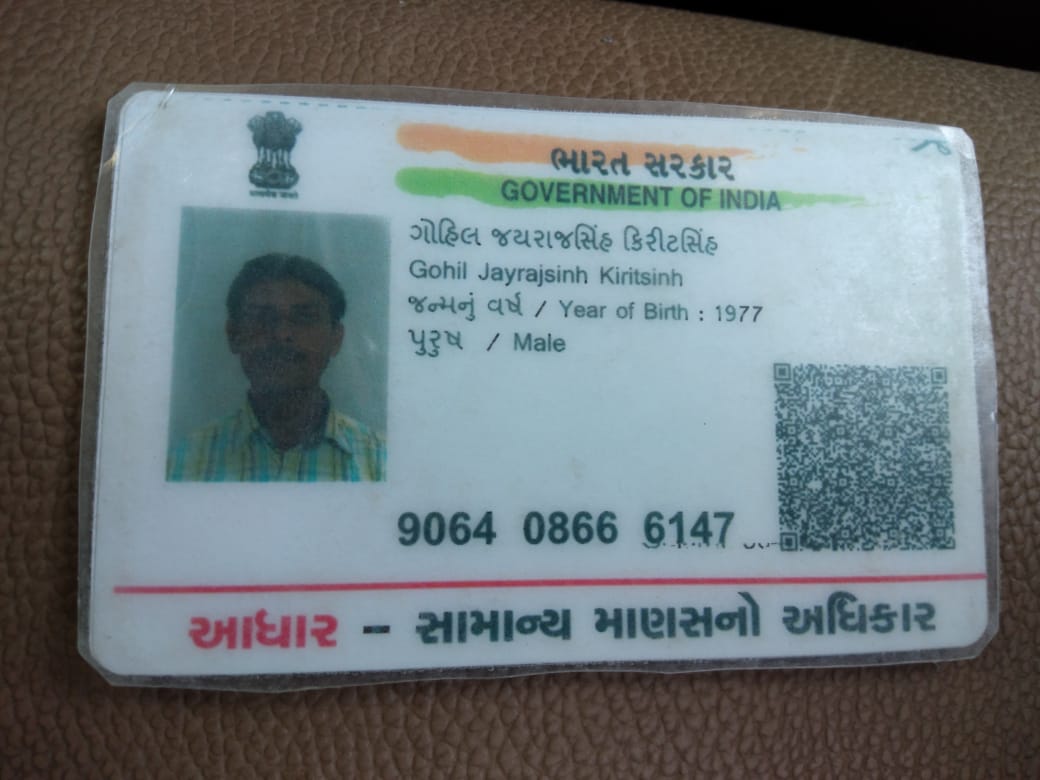 ભારત સરકાર
GOVERNMENT OF INDIA
ગોહિલ જયરાજસિંહ કિરીટસિંહ
Gohil Jayrajsinh Kiritsinh
જન્મનું વર્ષ / Year of Birth : 1977
પુરુષ / Male
9064 0866 6147
આધાર - સામાન્ય માણસનો અધિકાર